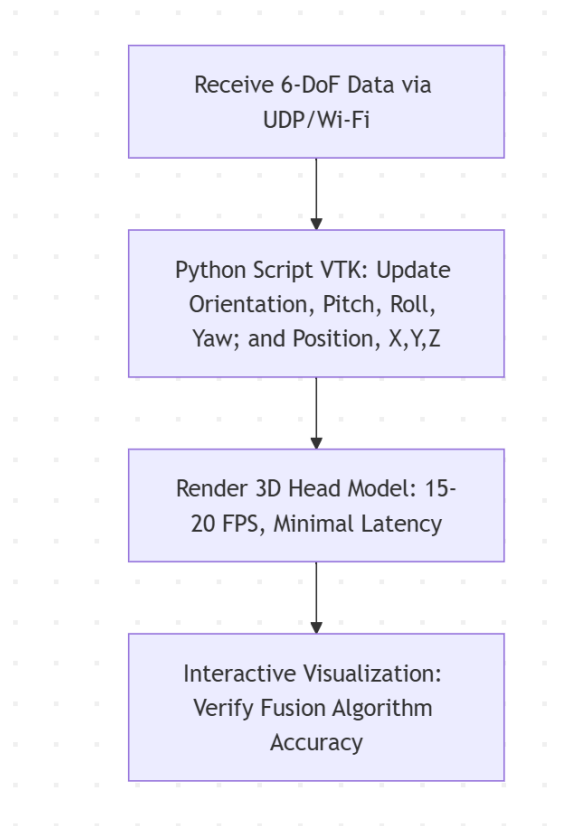 Receive 6-DoF Data via
UDP/Wi-Fi
Python Script VTK: Update
Orientation, Pitch, Roll,
Yaw; and Position, X,Y,Z
Render 3D Head Model: 15-
20 FPS, Minimal Latency
Interactive Visualization:
Verify Fusion Algorithm
Accuracy